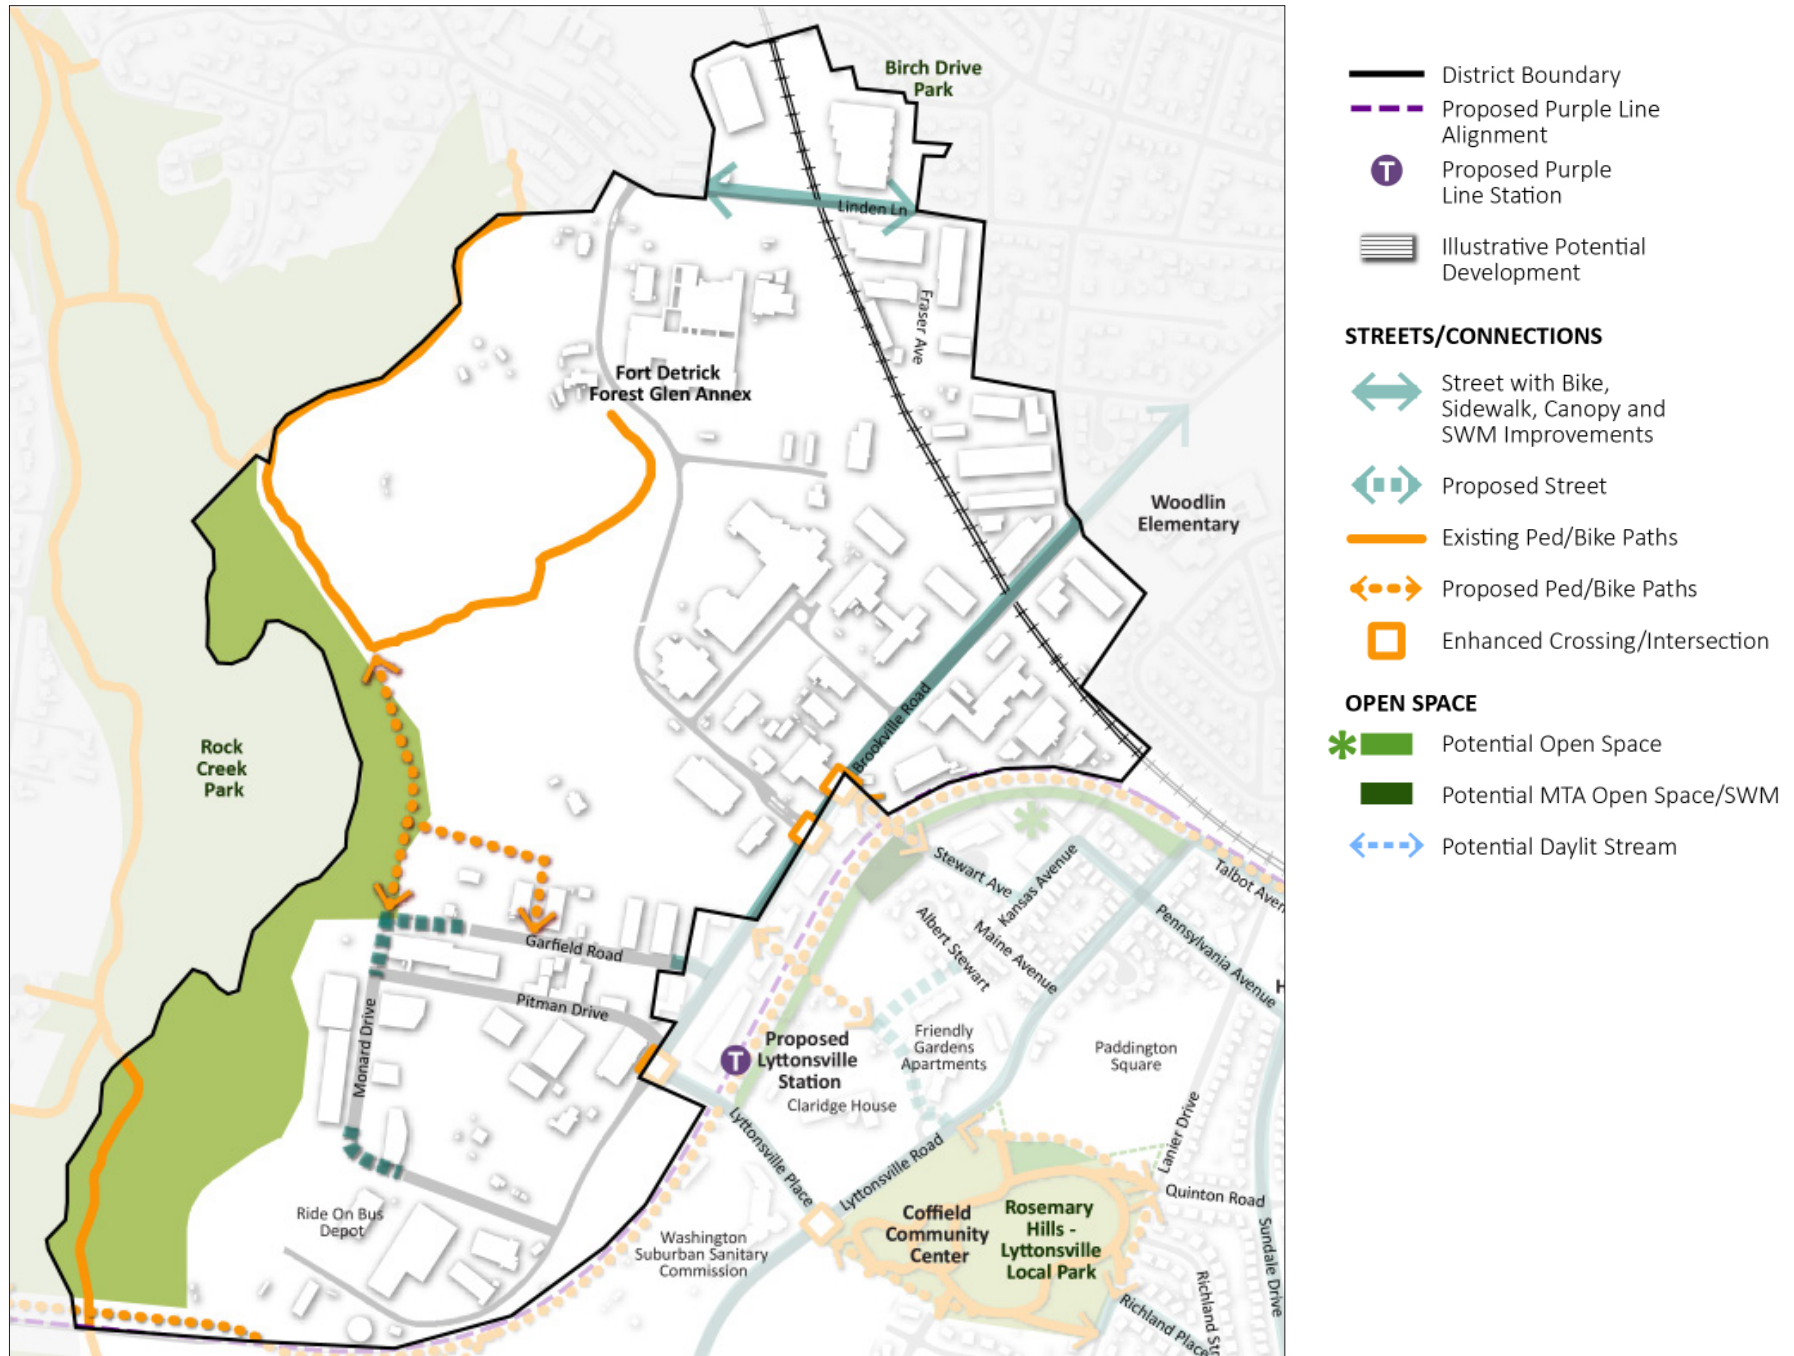 Birch Drive
Park
Linden Ln
Fraser Ave
Fort Detrick
Forest Glen Annex
Woodlin
Elementary
Rock
Creek
Park
Brookville Road
Stewart Ave
Kansas Avenue
Albert Stewart
Maine Avenue
Pennsylvania Avenue
Garfield Road
Pitman Drive
Monard Drive
T
Proposed
Lyttonsville
Station
Claridge House
Friendly
Gardens
Apartments
Paddington
Square
Lyttonsville Place
Lyttonsville Road
Lanier Drive
Quinton Road
Sundale Drive
Ride On Bus
Depot
Washington
Suburban Sanitary
Commission
Coffield
Community
Center
Rosemary
Hills -
Lyttonsville
Local Park
Richland Place
District Boundary
Proposed Purple Line
Alignment
T
Proposed Purple
Line Station
Illustrative Potential
Development
STREETS/CONNECTIONS
Street with Bike,
Sidewalk, Canopy and
SWM Improvements
Proposed Street
Existing Ped/Bike Paths
Proposed Ped/Bike Paths
Enhanced Crossing/Intersection
OPEN SPACE
Potential Open Space
Potential MTA Open Space/SWM
Potential Daylit Stream